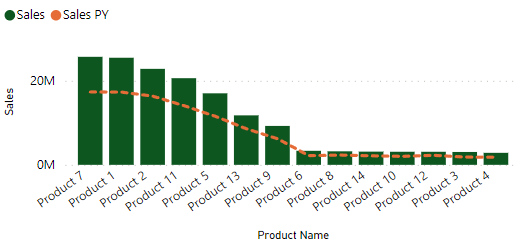 Sales Sales PY
Sales
20M
0M
Product 7
Product 1
Product 2
Product 11
Product 5
Product 13
Product 9
Product 6
Product 8
Product 14
Product 10
Product 12
Product 3
Product 4
Product Name